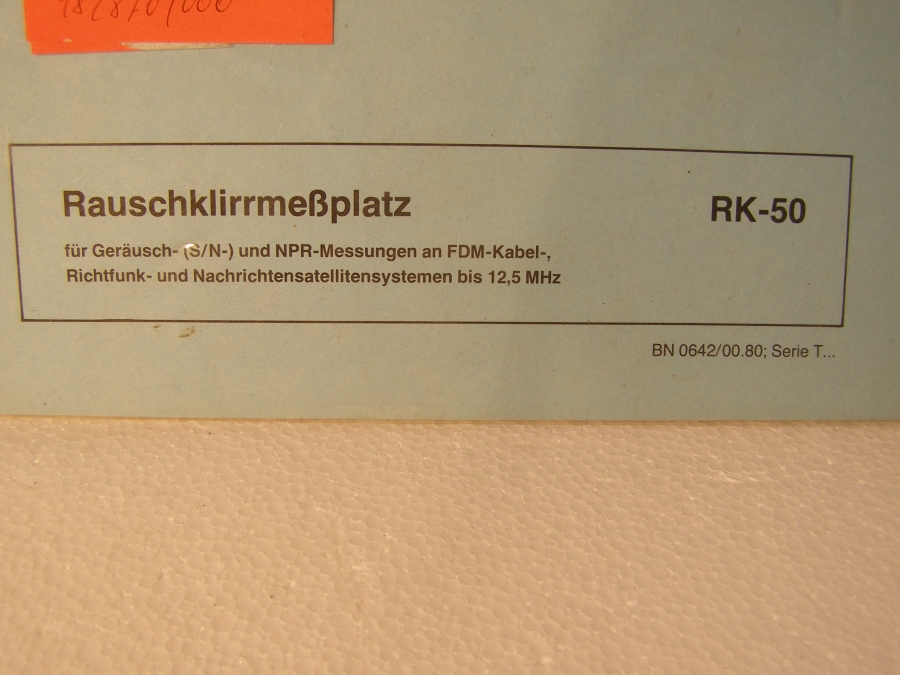 Rauschklirrmeßplatz RK-50
für Geräusch- (S/N-) und NPR-Messungen an FDM-Kabel-,
Richtfunk- und Nachrichtensatellitensystemen bis 12,5 MHz
BN 0642/00.80; Serie T...